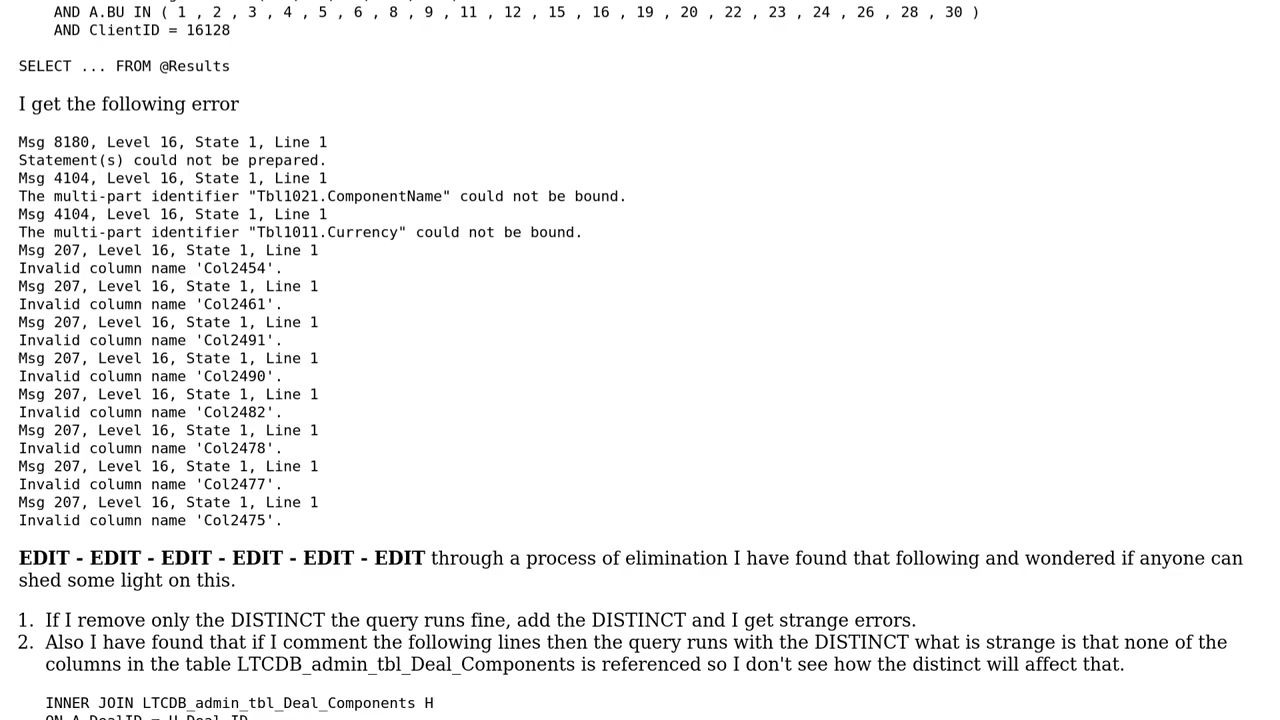 AND A.BU IN ( 1 , 2 , 3 , 4 , 5 , 6 , 8 , 9 , 11 , 12 , 15 , 16 , 19 , 20 , 22 , 23 , 24 , 26 , 28 , 30 )
AND ClientID = 16128
SELECT ... FROM @Results
I get the following error
Msg 8180, Level 16, State 1, Line 1
Statement(s) could not be prepared.
Msg 4104, Level 16, State 1, Line 1
The multi-part identifier "Tbl1021.ComponentName" could not be bound.
Msg 4104, Level 16, State 1, Line 1
The multi-part identifier "Tbl1011.Currency" could not be bound.
Msg 207, Level 16, State 1, Line 1
Invalid column name 'Col2454'.
Msg 207, Level 16, State 1, Line 1
Invalid column name 'Col2461'.
Msg 207, Level 16, State 1, Line 1
Invalid column name 'Col2491'.
Msg 207, Level 16, State 1, Line 1
Invalid column name 'Col2490'.
Msg 207, Level 16, State 1, Line 1
Invalid column name 'Col2482'.
Msg 207, Level 16, State 1, Line 1
Invalid column name 'Col2478'.
Msg 207, Level 16, State 1, Line 1
Invalid column name 'Col2477'.
Msg 207, Level 16, State 1, Line 1
Invalid column name 'Col2475'.
EDIT - EDIT - EDIT - EDIT - EDIT - EDIT through a process of elimination I have found that following and wondered if anyone can
shed some light on this.
1. If I remove only the DISTINCT the query runs fine, add the DISTINCT and I get strange errors.
2. Also I have found that if I comment the following lines then the query runs with the DISTINCT what is strange is that none of the
columns in the table LTCDB_admin_tbl_Deal_Components is referenced so I don't see how the distinct will affect that.
INNER JOIN LTCDB_admin_tbl_Deal_Components H
ON A.DealID = H.Deal_ID